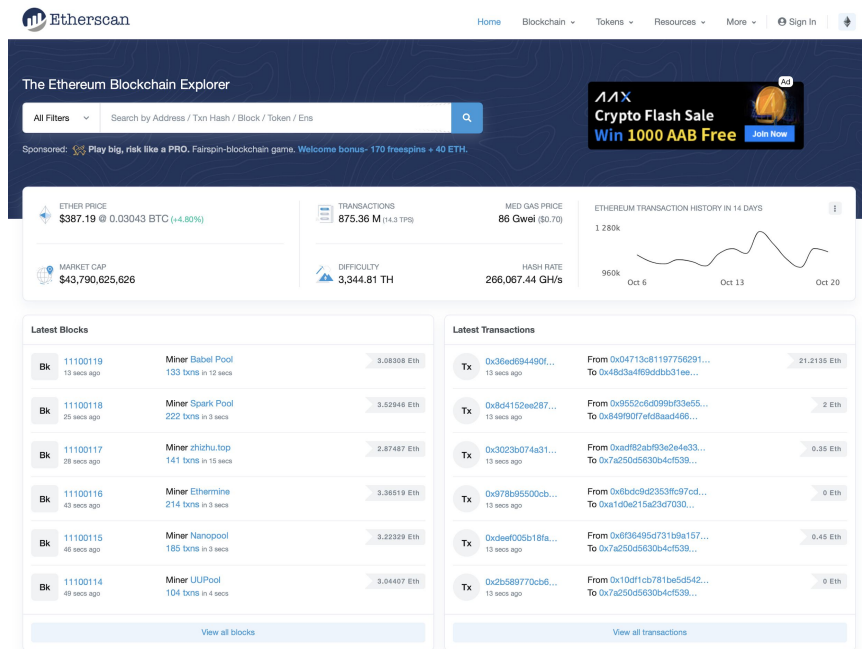 Etherscan
Home Blockchain Tokens Resources More Sign In
The Ethereum Blockchain Explorer
All Filters Search by Address / Txn Hash / Block / Token / Ens
Sponsored: Play big, risk like a PRO. Fairspin-blockchain game. Welcome bonus- 170 freespins + 40 ETH.
Ad
AAX
Crypto Flash Sale
Win 1000 AAB Free
Join Now
ETHER PRICE
$387.19 @ 0.03043 BTC (+4.80%)
MARKET CAP
$43,790,625,626
TRANSACTIONS
875.36 M (14.3 TPS)
MED GAS PRICE
86 Gwei ($0.70)
DIFFICULTY
3,344.81 TH
HASH RATE
266,067.44 GH/s
ETHEREUM TRANSACTION HISTORY IN 14 DAYS
1 280k
960k
Oct 6 Oct 13 Oct 20
Latest Blocks
Bk
11100119
13 secs ago
Miner Babel Pool
133 txns in 12 secs
3.08308 Eth
Bk
11100118
25 secs ago
Miner Spark Pool
222 txns in 3 secs
3.52946 Eth
Bk
11100117
28 secs ago
Miner zhizhu.top
141 txns in 15 secs
2.87487 Eth
Bk
11100116
43 secs ago
Miner Ethermine
214 txns in 3 secs
3.36519 Eth
Bk
11100115
46 secs ago
Miner Nanopool
185 txns in 3 secs
3.22329 Eth
Bk
11100114
49 secs ago
Miner UUPool
104 txns in 4 secs
3.04407 Eth
View all blocks
Latest Transactions
Tx
0x36ed694490f...
13 secs ago
From 0x04713c81197756291...
To 0x48d3a4f69ddbb31ee...
21.2135 Eth
Tx
0x8d4152ee287...
13 secs ago
From 0x9552c6d099bf33e55...
To 0x849f90f7efd8aad466...
2 Eth
Tx
0x3023b074a31...
13 secs ago
From 0xadf82abf93e2e4e33...
To 0x7a250d5630b4cf539...
0.35 Eth
Tx
0x978b95500cb...
13 secs ago
From 0x6bdc9d2353ffc97cd...
To 0xa1d0e215a23d7030...
0 Eth
Tx
0xdeef005b18fa...
13 secs ago
From 0x6f36495d731b9a157...
To 0x7a250d5630b4cf539...
0.45 Eth
Tx
0x2b589770cb6...
13 secs ago
From 0x10df1cb781be5d542...
To 0x7a250d5630b4cf539...
0 Eth
View all transactions